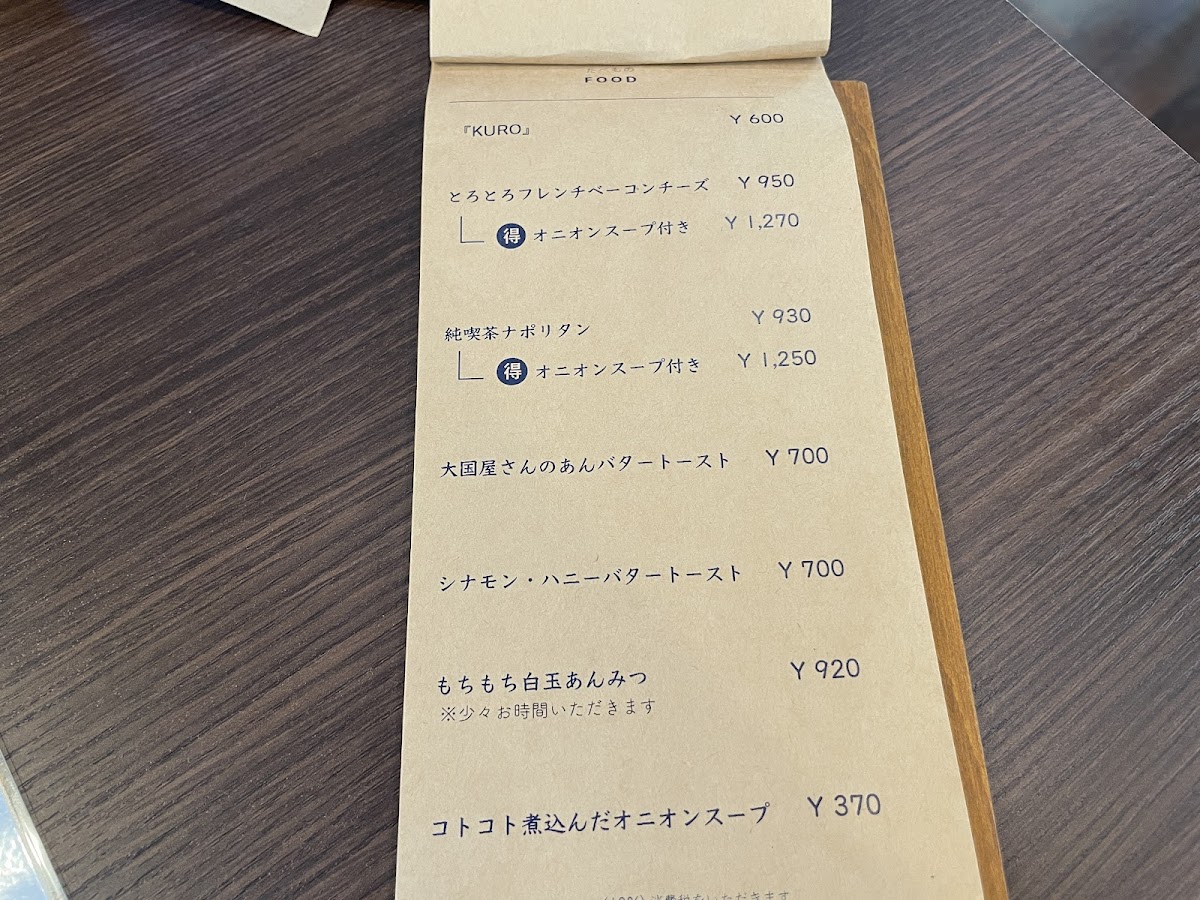 FOOD
『KURO』 ¥ 600
とろとろフレンチベーコンチーズ ¥ 950
得 オニオンスープ付き ¥ 1,270
純喫茶ナポリタン ¥ 930
得 オニオンスープ付き ¥ 1,250
大国屋さんのあんバタートースト ¥ 700
シナモン・ハニーバタートースト ¥ 700
もちもち白玉あんみつ ¥ 920
※少々お時間いただきます
コトコト煮込んだオニオンスープ ¥ 370